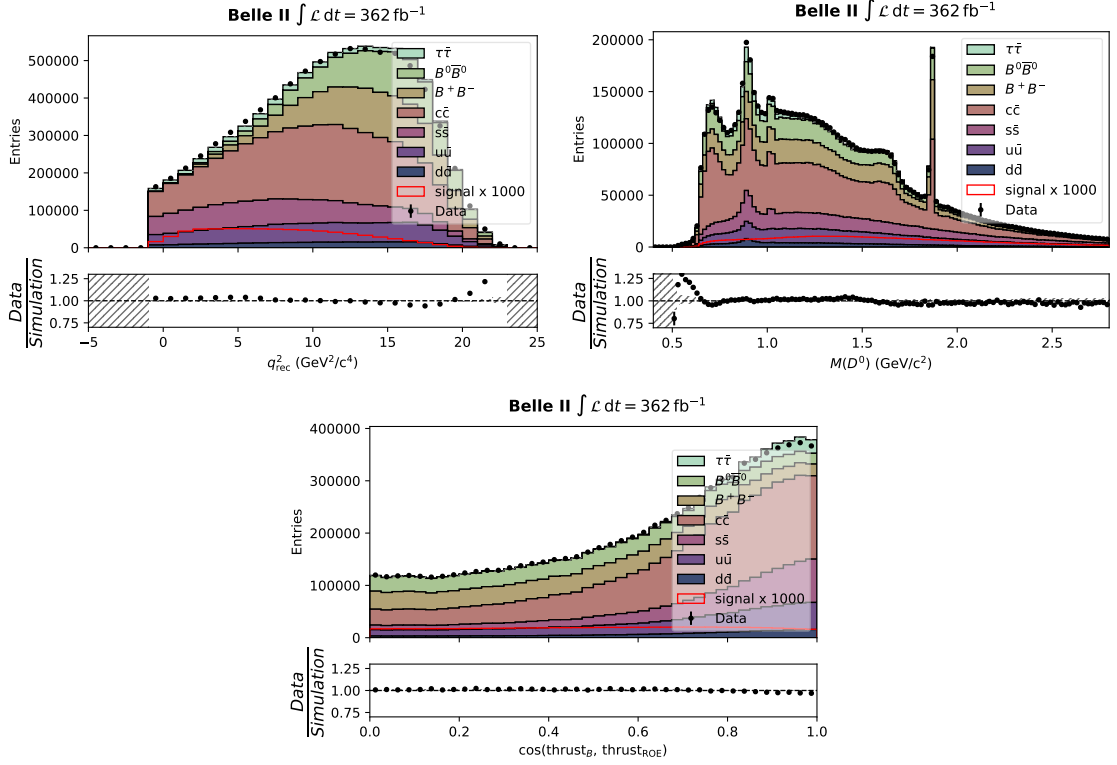 Belle II ∫ ℒ dt = 362 fb⁻¹
Entries
500000
400000
300000
200000
100000
0
ττ̄
B⁰B̄⁰
B⁺B⁻
cc̄
ss̄
uū
dd̄
signal x 1000
Data
Data
Simulation
1.25
1.00
0.75
−5 0 5 10 15 20 25
q²rec (GeV²/c⁴)
Belle II ∫ ℒ dt = 362 fb⁻¹
Entries
200000
150000
100000
50000
0
ττ̄
B⁰B̄⁰
B⁺B⁻
cc̄
ss̄
uū
dd̄
signal x 1000
Data
Data
Simulation
1.25
1.00
0.75
0.5 1.0 1.5 2.0 2.5
M(D⁰) (GeV/c²)
Belle II ∫ ℒ dt = 362 fb⁻¹
Entries
400000
300000
200000
100000
0
ττ̄
B⁰B̄⁰
B⁺B⁻
cc̄
ss̄
uū
dd̄
signal x 1000
Data
Data
Simulation
1.25
1.00
0.75
0.0 0.2 0.4 0.6 0.8 1.0
cos(thrust_B, thrust_ROE)